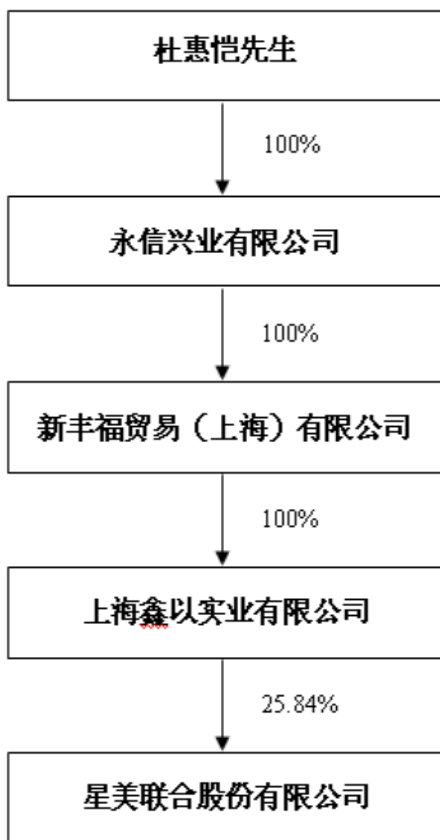 杜惠恺先生
100%
永信兴业有限公司
100%
新丰福贸易（上海）有限公司
100%
上海鑫以实业有限公司
25.84%
星美联合股份有限公司